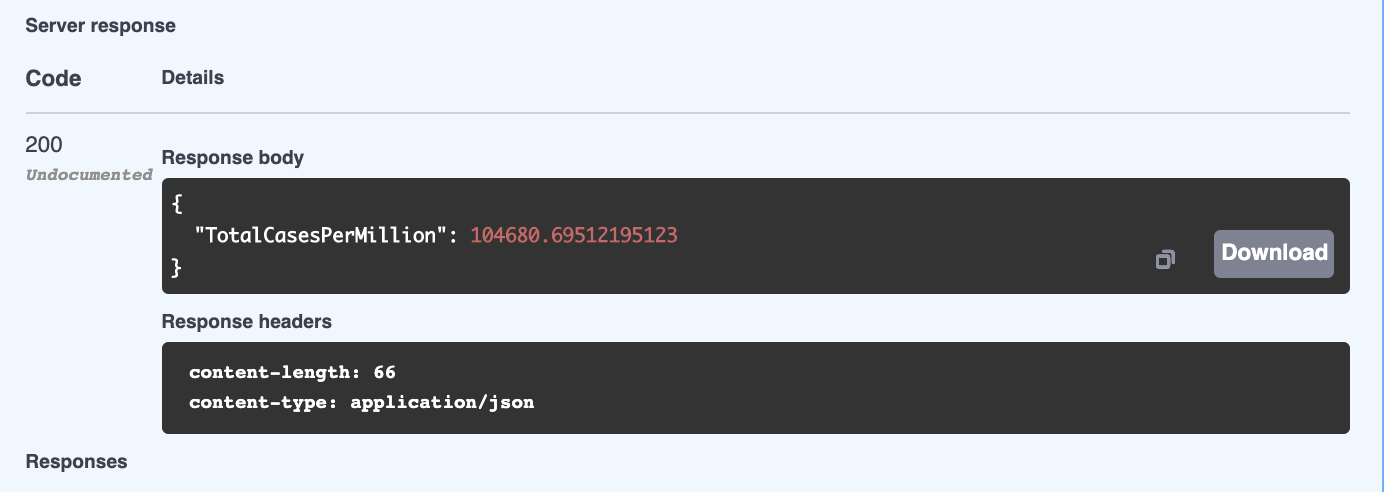 Server response
Code Details
200
Undocumented
Response body
{
"TotalCasesPerMillion": 104680.69512195123
}
Download
Response headers
content-length: 66
content-type: application/json
Responses